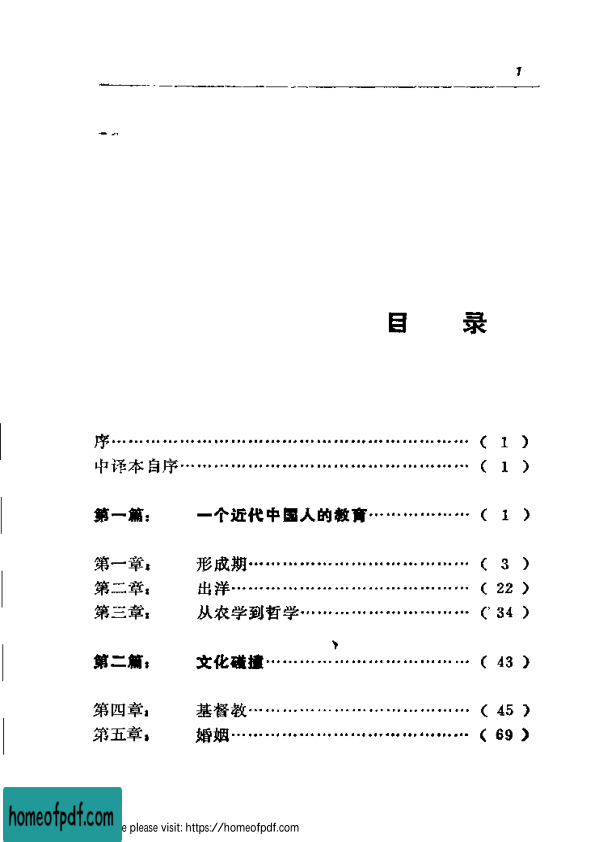 1
目 录
序……………………………………………………（ 1 ）
中译本自序…………………………………………（ 1 ）
第一篇： 一个近代中国人的教育………………（ 1 ）
第一章： 形成期…………………………………（ 3 ）
第二章： 出洋……………………………………（ 22 ）
第三章： 从农学到哲学…………………………（ 34 ）
第二篇： 文化碰撞………………………………（ 43 ）
第四章： 基督教…………………………………（ 45 ）
第五章： 婚姻……………………………………（ 69 ）
homeofpdf.com
e please visit: https://homeofpdf.com